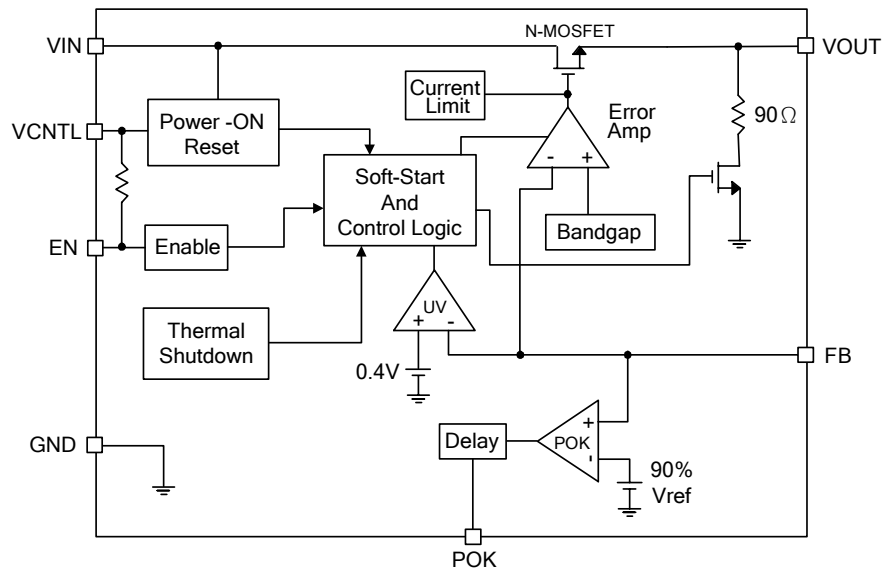 N-MOSFET
VIN
VOUT
Current
Limit
Error
Amp
90Ω
VCNTL
Power -ON
Reset
- +
Soft-Start
And
Control Logic
EN
Enable
Bandgap
UV
+ -
Thermal
Shutdown
0.4V
FB
GND
Delay
POK
+
-
90%
Vref
POK